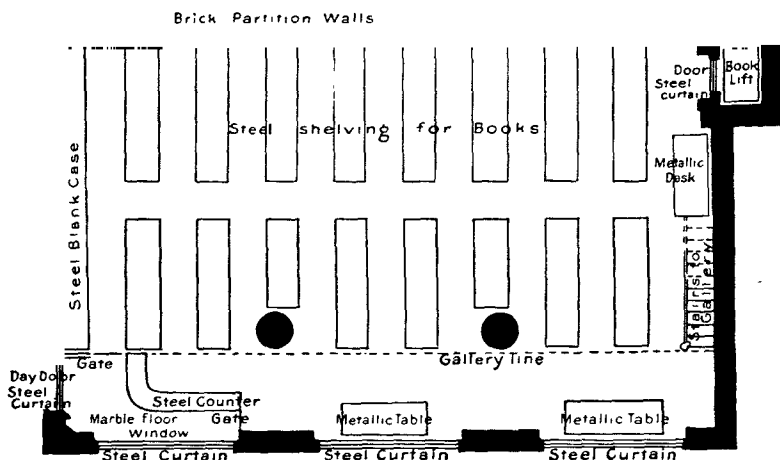 Brick Partition Walls
Door
Steel
curtain
Book
Lift
Steel shelving for Books
Metallic
Desk
Steel Blank Case
Stairs to
Gallery
Gate
Gallery line
Day Door
Steel
Curtain
Steel Counter
Marble Floor
Gate
Window
Metallic Table
Metallic Table
Steel Curtain
Steel Curtain
Steel Curtain